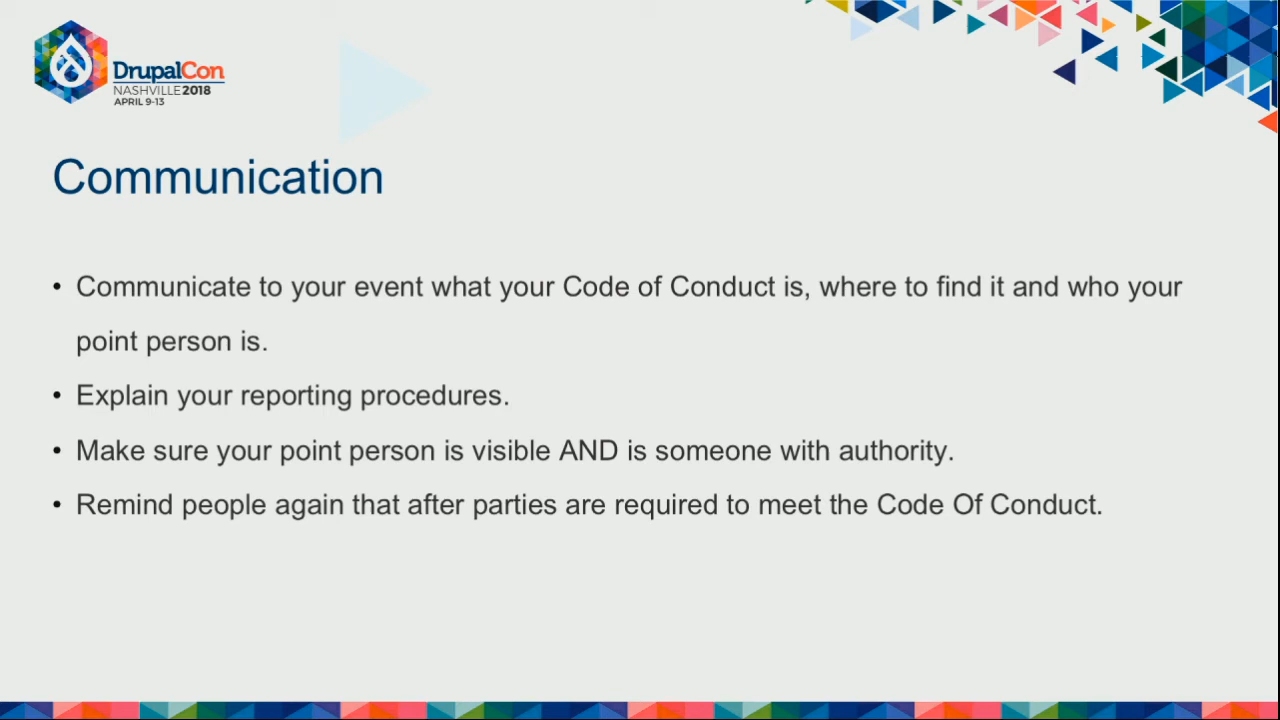 DrupalCon
NASHVILLE 2018
APRIL 9-13
Communication
• Communicate to your event what your Code of Conduct is, where to find it and who your
point person is.
• Explain your reporting procedures.
• Make sure your point person is visible AND is someone with authority.
• Remind people again that after parties are required to meet the Code Of Conduct.